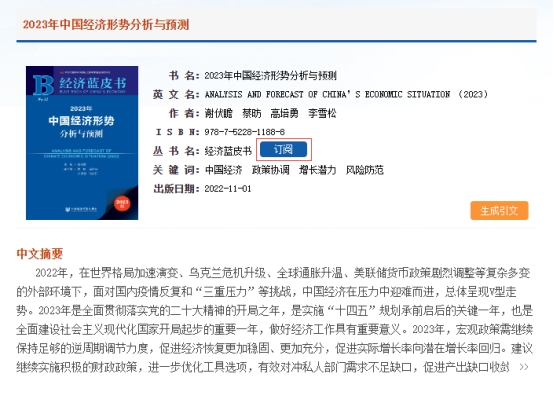 2023年中国经济形势分析与预测
B 经济蓝皮书
2023年
中国经济形势
分析与预测
ANALYSIS AND FORECAST OF
CHINA'S ECONOMIC SITUATION (2023)
书 名：2023年中国经济形势分析与预测
英 文 名：ANALYSIS AND FORECAST OF CHINA'S ECONOMIC SITUATION （2023）
作 者：谢伏瞻 蔡昉 高培勇 李雪松
I S B N：978-7-5228-1188-8
丛 书 名：经济蓝皮书 订阅
关 键 词：中国经济 政策协调 增长潜力 风险防范
出版日期：2022-11-01
生成引文
中文摘要
2022年，在世界格局加速演变、乌克兰危机升级、全球通胀升温、美联储货币政策剧烈调整等复杂多变
的外部环境下，面对国内疫情反复和“三重压力”等挑战，中国经济在压力中迎难而进，总体呈现V型走
势。2023年是全面贯彻落实党的二十大精神的开局之年，是实施“十四五”规划承前启后的关键一年，也是
全面建设社会主义现代化国家开局起步的重要一年，做好经济工作具有重要意义。2023年，宏观政策需继续
保持足够的逆周期调节力度，促进经济恢复更加稳固、更加充分，促进实际增长率向潜在增长率回归。建议
继续实施积极的财政政策，进一步优化工具选项，有效对冲私人部门需求不足缺口，促进产出缺口收敛 >>